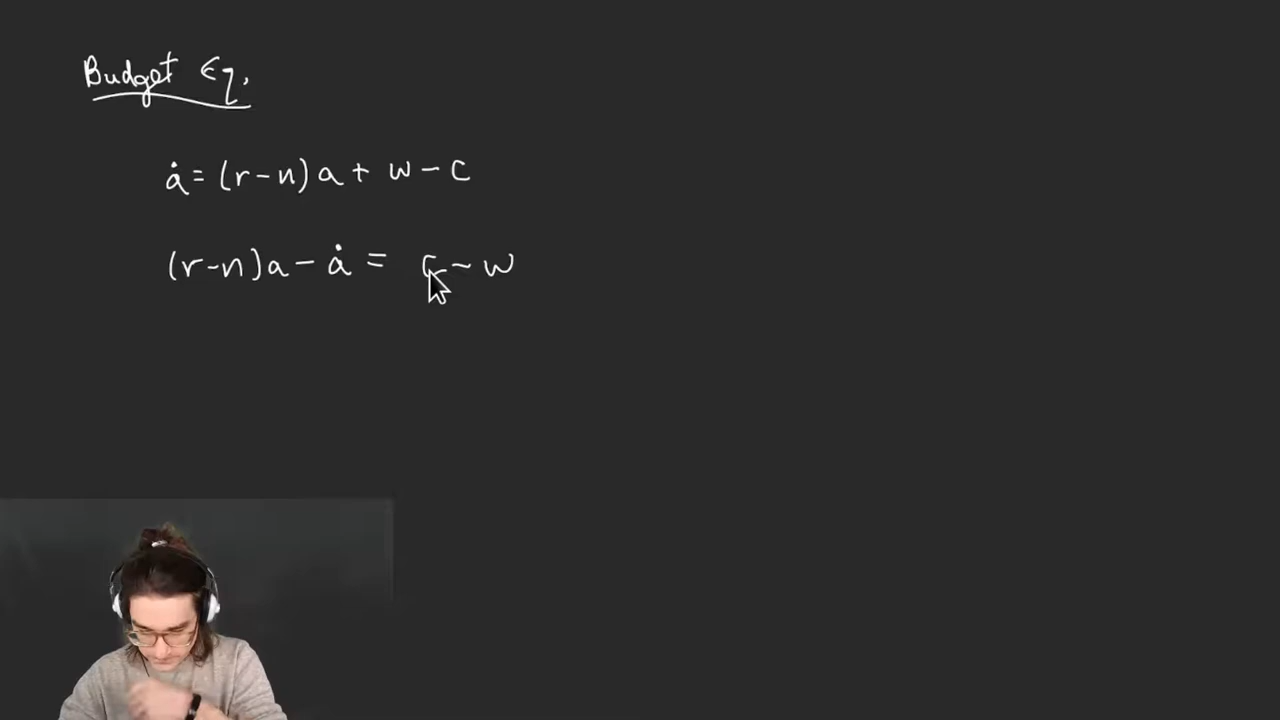 Budget Eq.
ȧ = (r-n)a + w - c
(r-n)a - ȧ = c - w